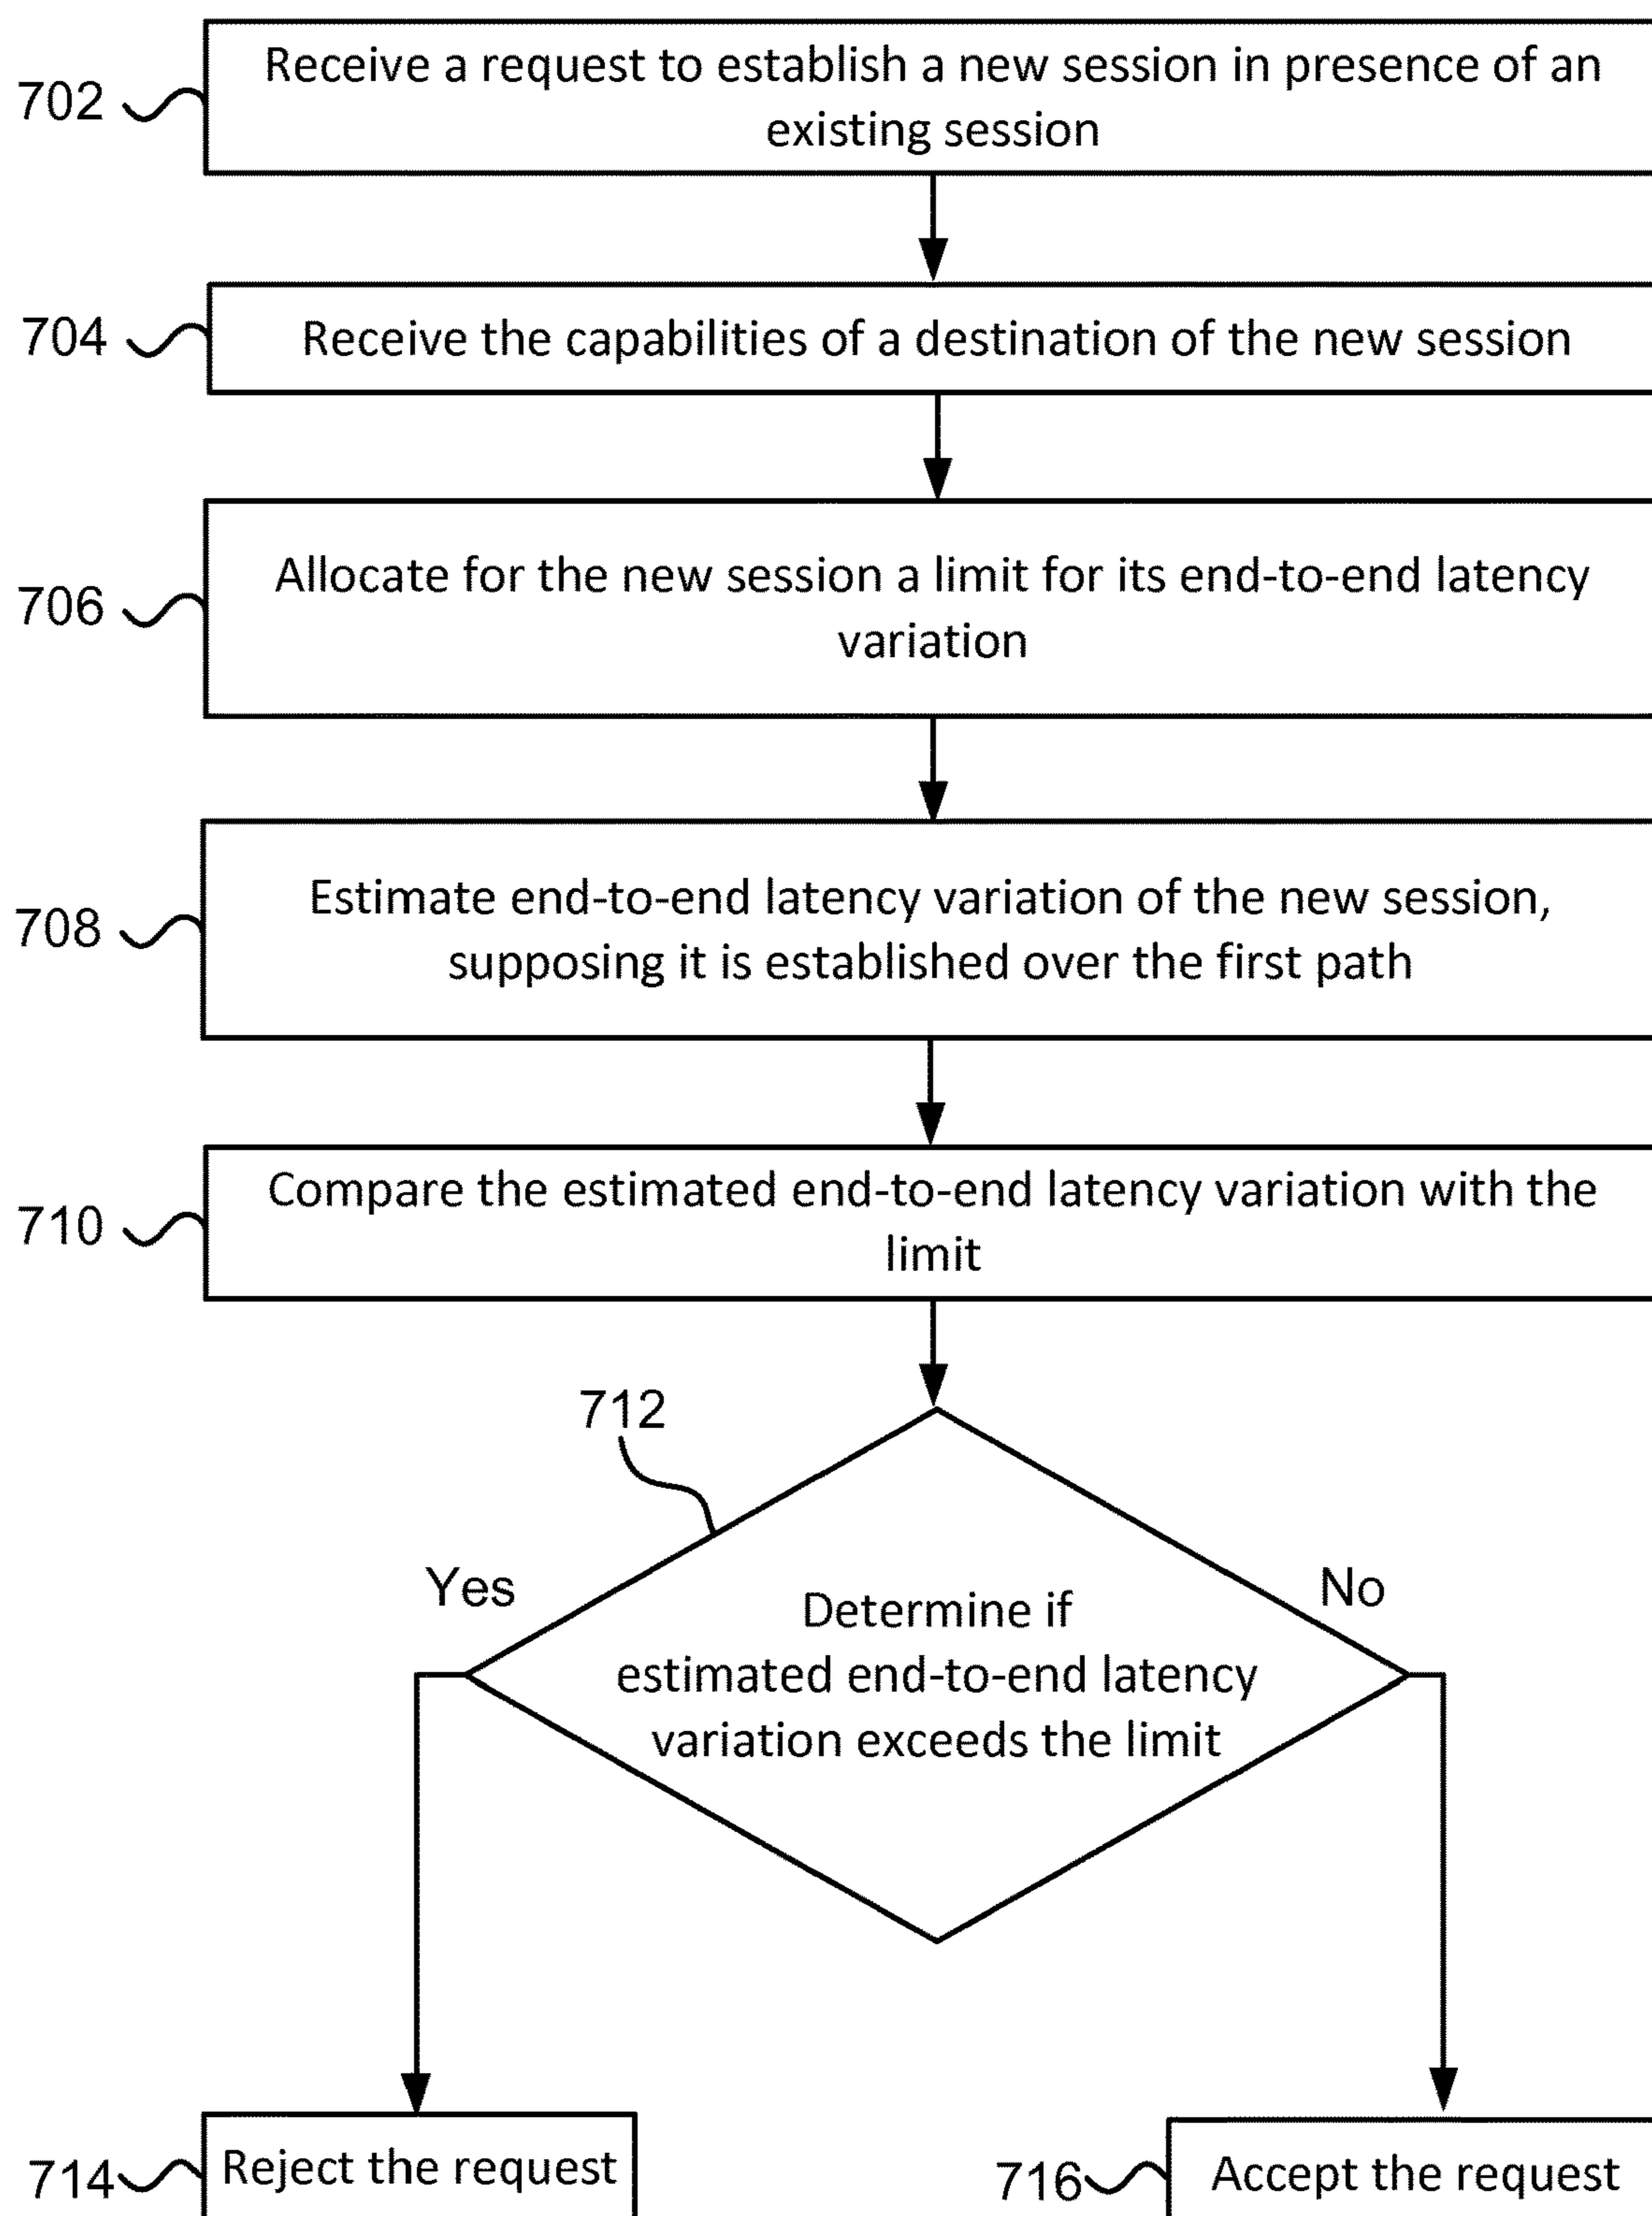 702
Receive a request to establish a new session in presence of an
existing session
704
Receive the capabilities of a destination of the new session
706
Allocate for the new session a limit for its end-to-end latency
variation
708
Estimate end-to-end latency variation of the new session,
supposing it is established over the first path
710
Compare the estimated end-to-end latency variation with the
limit
712
Yes
No
Determine if
estimated end-to-end latency
variation exceeds the limit
714
Reject the request
716
Accept the request